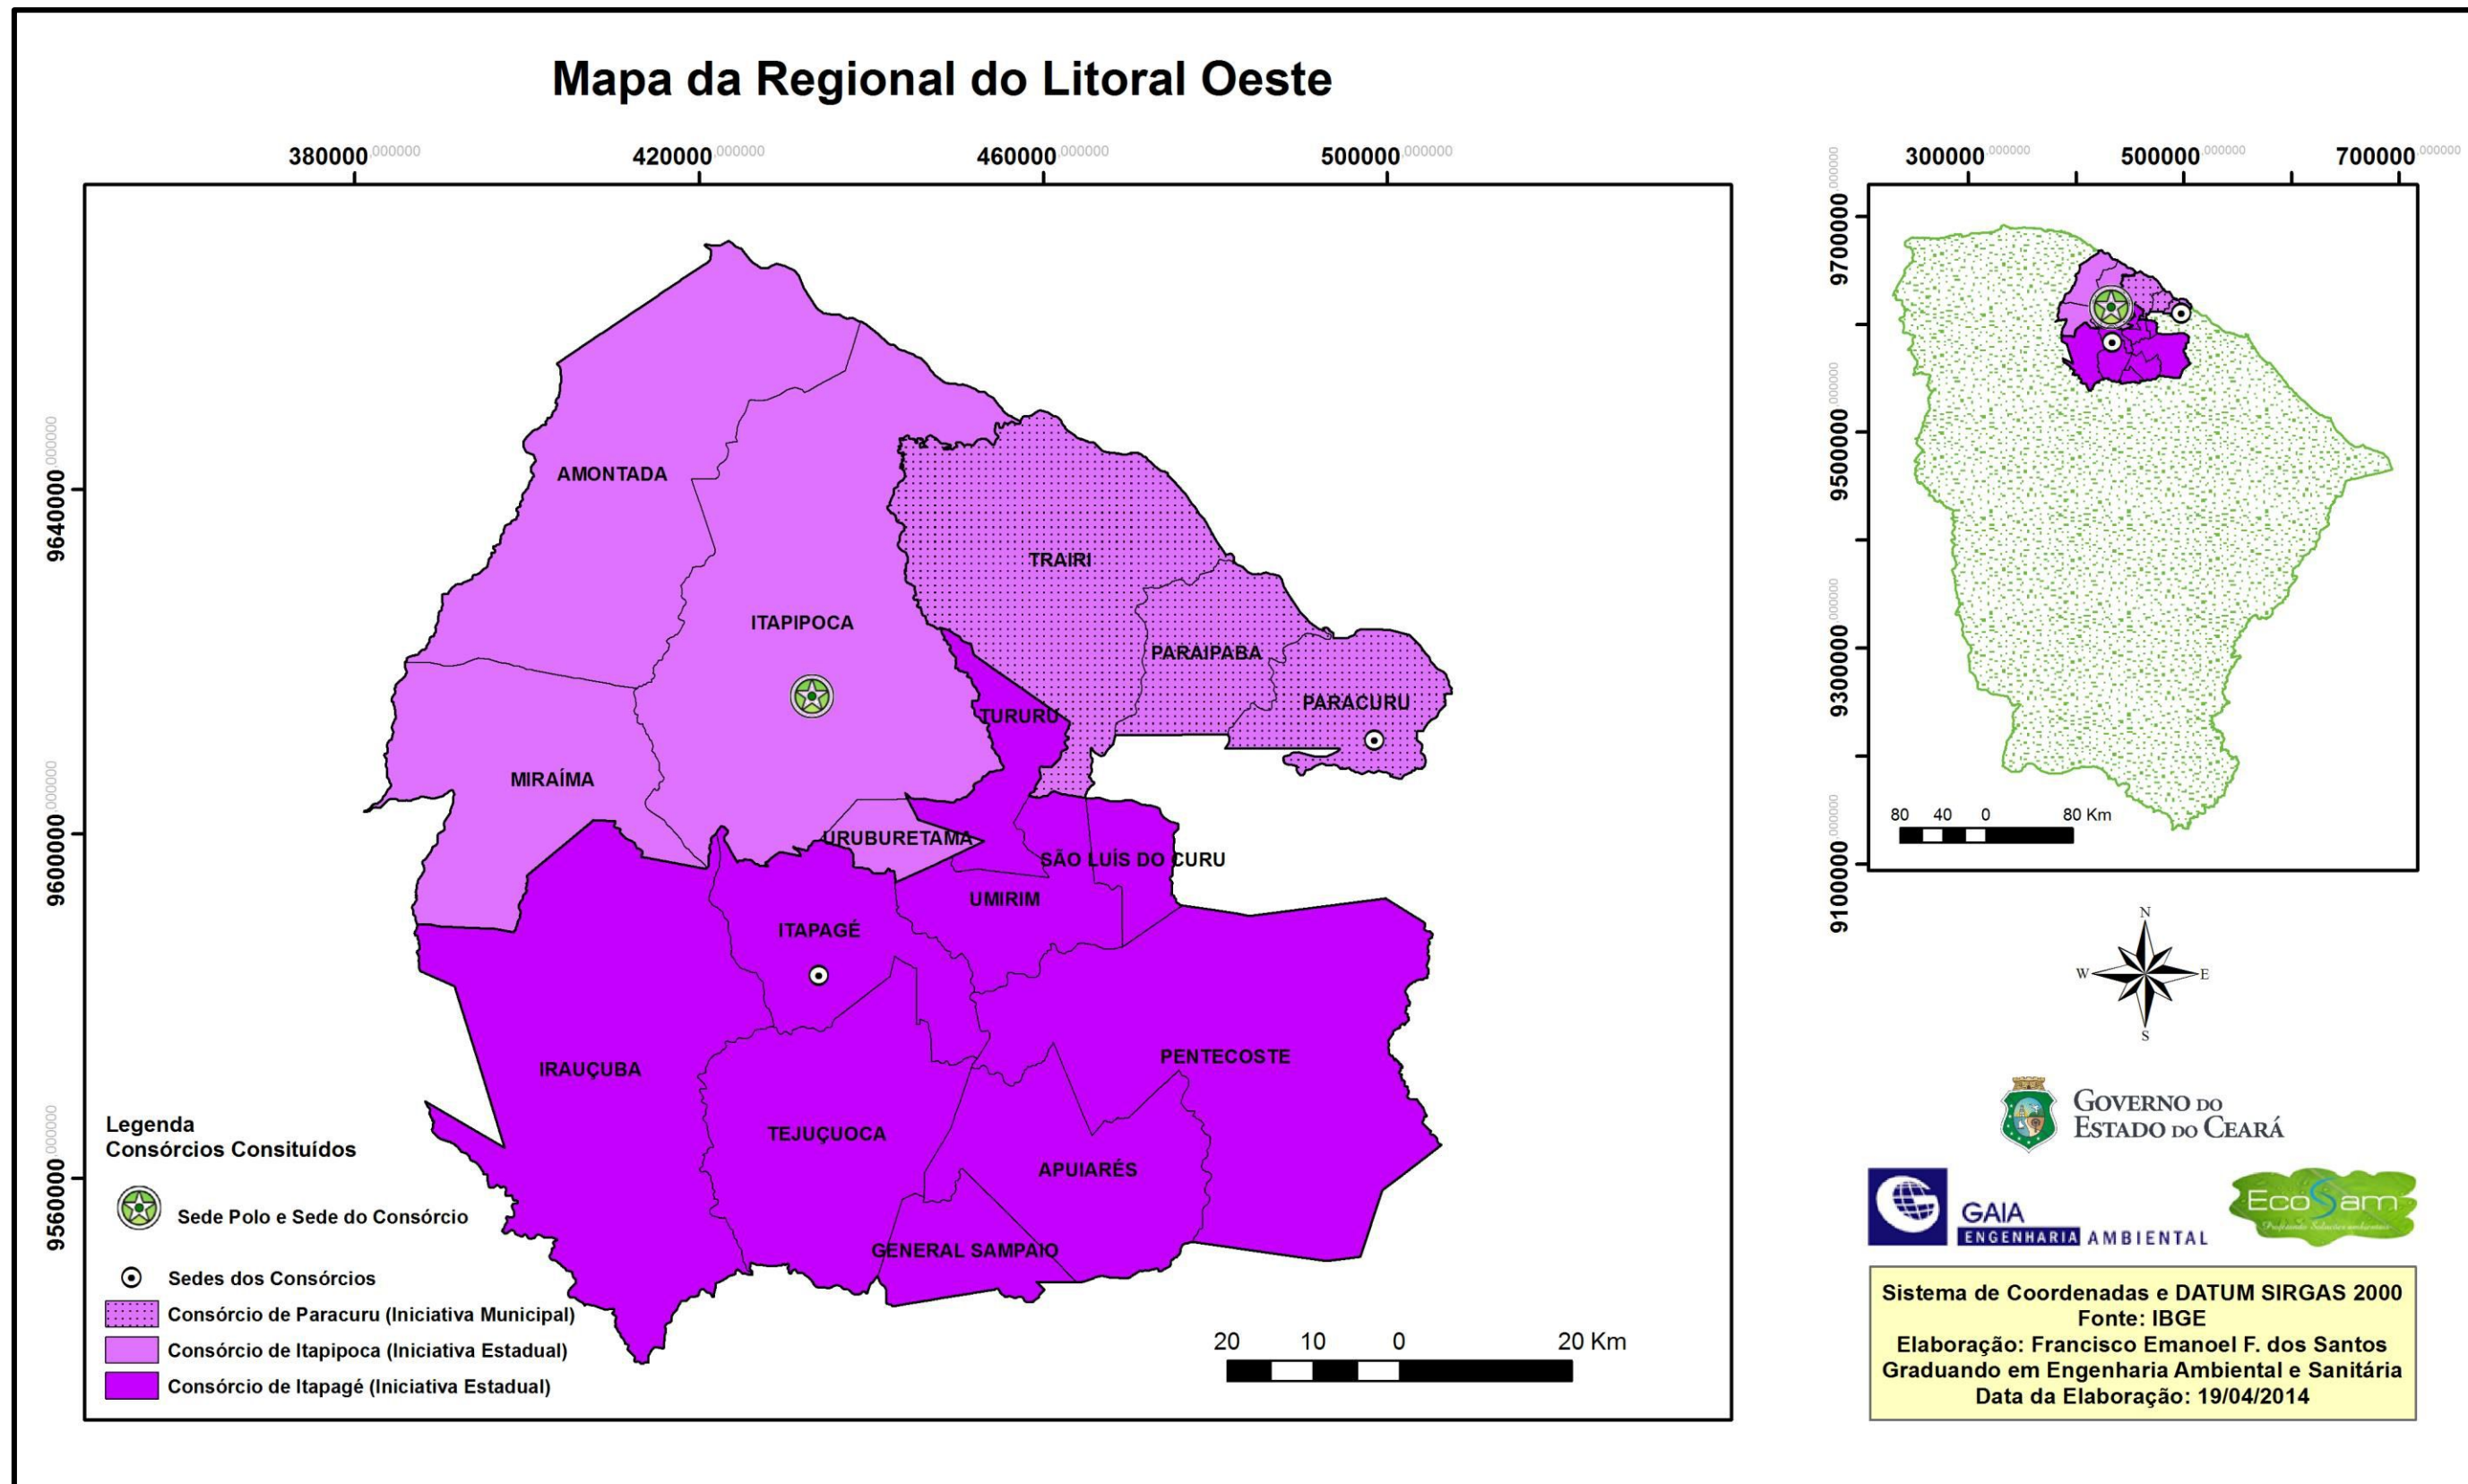 Mapa da Regional do Litoral Oeste
380000,000000
420000,000000
460000,000000
500000,000000
9640000,000000
9600000,000000
9560000,000000
AMONTADA
TRAIRI
ITAPIPOCA
PARAIPABA
PARACURU
TURURU
MIRAÍMA
URUBURETAMA
SÃO LUÍS DO CURU
UMIRIM
ITAPAGÉ
IRAUÇUBA
PENTECOSTE
TEJUÇUOCA
APUIARÉS
GENERAL SAMPAIO
Legenda
Consórcios Consituídos
Sede Polo e Sede do Consórcio
Sedes dos Consórcios
Consórcio de Paracuru (Iniciativa Municipal)
Consórcio de Itapipoca (Iniciativa Estadual)
Consórcio de Itapagé (Iniciativa Estadual)
20 10 0 20 Km
300000,000000
500000,000000
700000,000000
9700000,000000
9500000,000000
9300000,000000
9100000,000000
80 40 0 80 Km
N
W E
S
GOVERNO DO
ESTADO DO CEARÁ
GAIA
ENGENHARIA AMBIENTAL
EcoSam
Sistema de Coordenadas e DATUM SIRGAS 2000
Fonte: IBGE
Elaboração: Francisco Emanoel F. dos Santos
Graduando em Engenharia Ambiental e Sanitária
Data da Elaboração: 19/04/2014